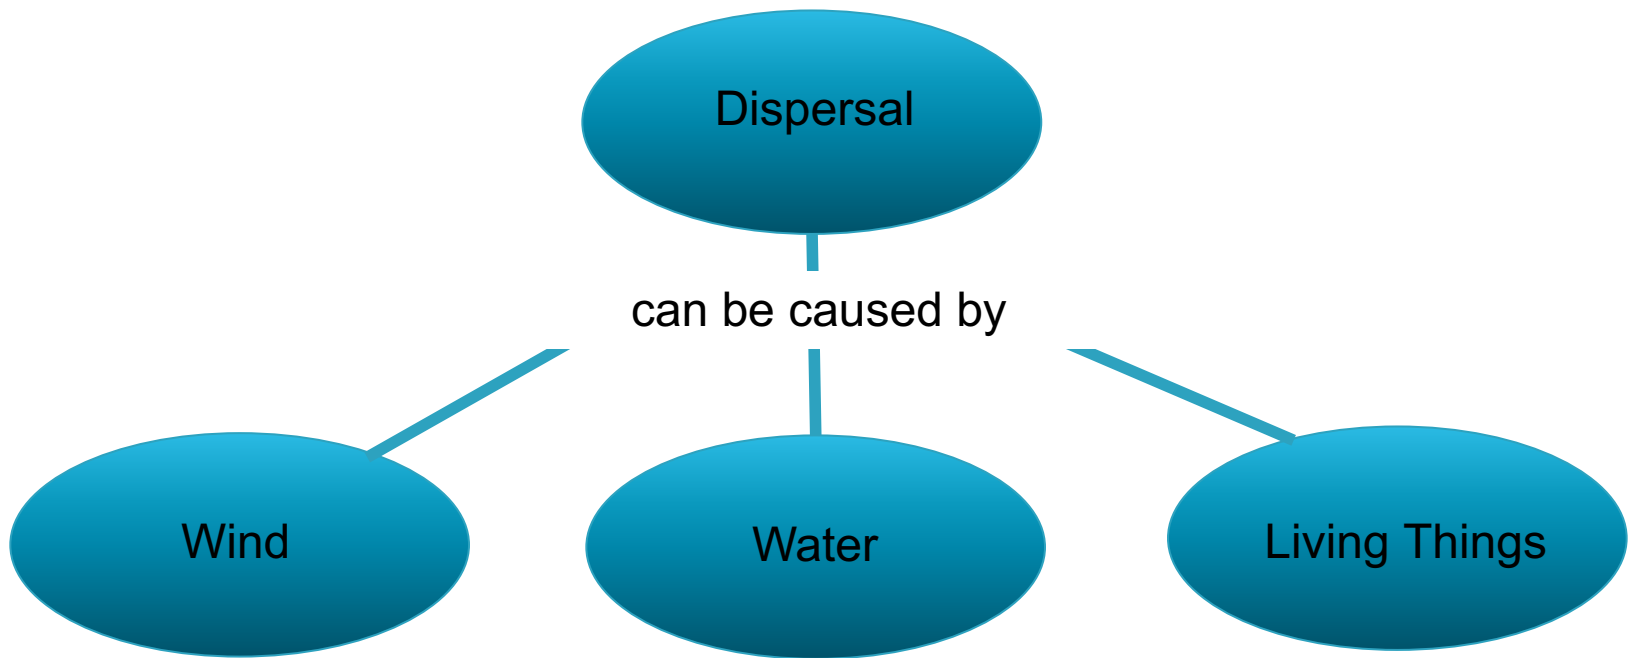 Dispersal
can be caused by
Wind
Water
Living Things